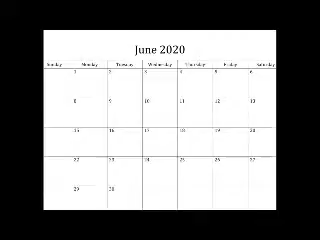 June 2020
Sunday Monday Tuesday Wednesday Thursday Friday Saturday
1 2 3 4 5 6
8 9 10 11 12 13
15 16 17 18 19 20
22 23 24 25 26 27
29 30